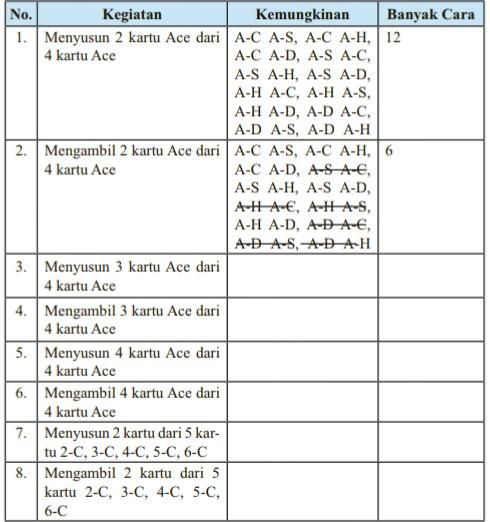 No. Kegiatan Kemungkinan Banyak Cara
1. Menyusun 2 kartu Ace dari A-C A-S, A-C A-H, 12
4 kartu Ace A-C A-D, A-S A-C,
A-S A-H, A-S A-D,
A-H A-C, A-H A-S,
A-H A-D, A-D A-C,
A-D A-S, A-D A-H
2. Mengambil 2 kartu Ace dari A-C A-S, A-C A-H, 6
4 kartu Ace A-C A-D, A-S A-C,
A-S A-H, A-S A-D,
A-H A-C, A-H A-S,
A-H A-D, A-D A-C,
A-D A-S, A-D A-H
3. Menyusun 3 kartu Ace dari
4 kartu Ace
4. Mengambil 3 kartu Ace dari
4 kartu Ace
5. Menyusun 4 kartu Ace dari
4 kartu Ace
6. Mengambil 4 kartu Ace dari
4 kartu Ace
7. Menyusun 2 kartu dari 5 kar-
tu 2-C, 3-C, 4-C, 5-C, 6-C
8. Mengambil 2 kartu dari 5
kartu 2-C, 3-C, 4-C, 5-C,
6-C